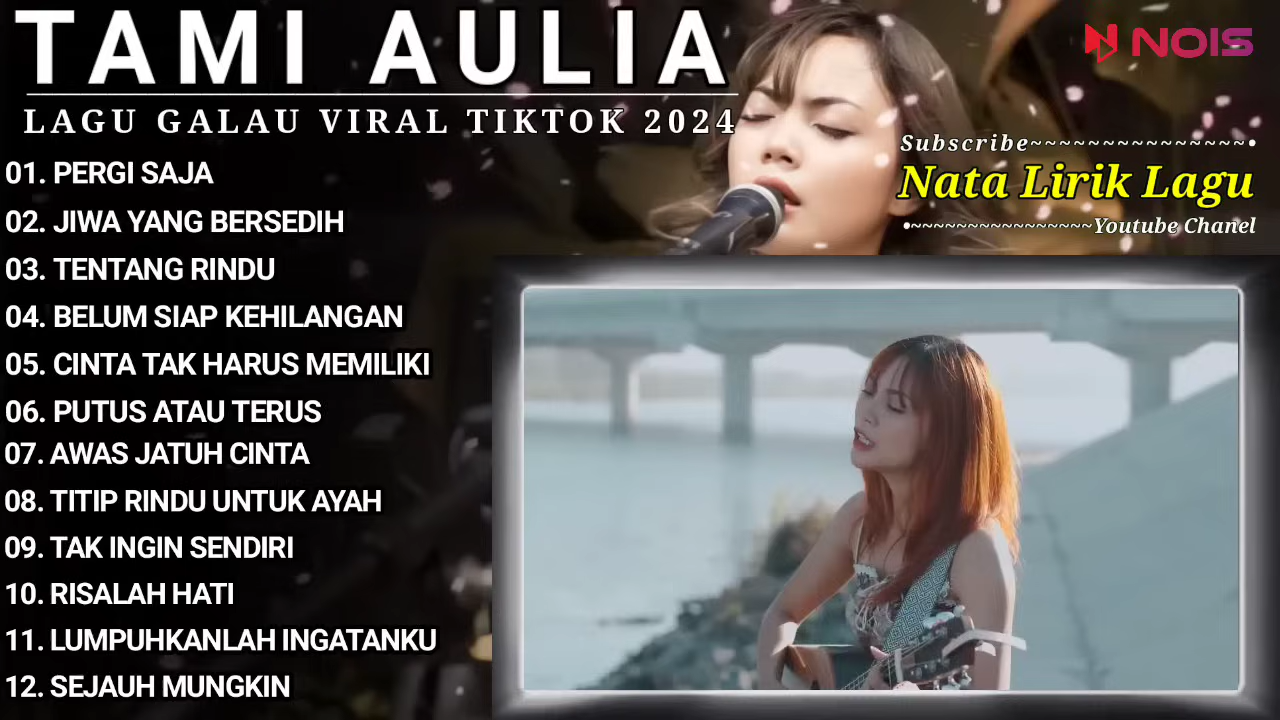 TAMI AULIA
LAGU GALAU VIRAL TIKTOK 2024
NOIS
Subscribe~~~~~~~~~~~~~~~•
Nata Lirik Lagu
•~~~~~~~~~~~~~~~~Youtube Chanel
01. PERGI SAJA
02. JIWA YANG BERSEDIH
03. TENTANG RINDU
04. BELUM SIAP KEHILANGAN
05. CINTA TAK HARUS MEMILIKI
06. PUTUS ATAU TERUS
07. AWAS JATUH CINTA
08. TITIP RINDU UNTUK AYAH
09. TAK INGIN SENDIRI
10. RISALAH HATI
11. LUMPUHKANLAH INGATANKU
12. SEJAUH MUNGKIN